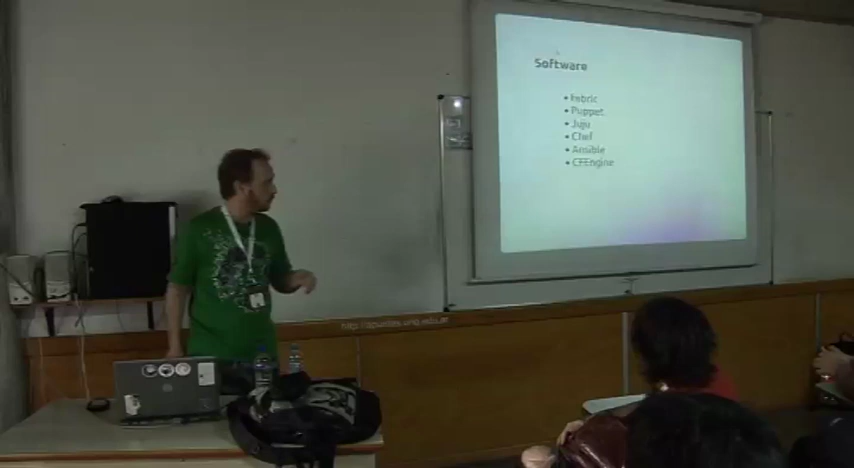 Software
• Fabric
• Puppet
• Juju
• Chef
• Ansible
• CFEngine